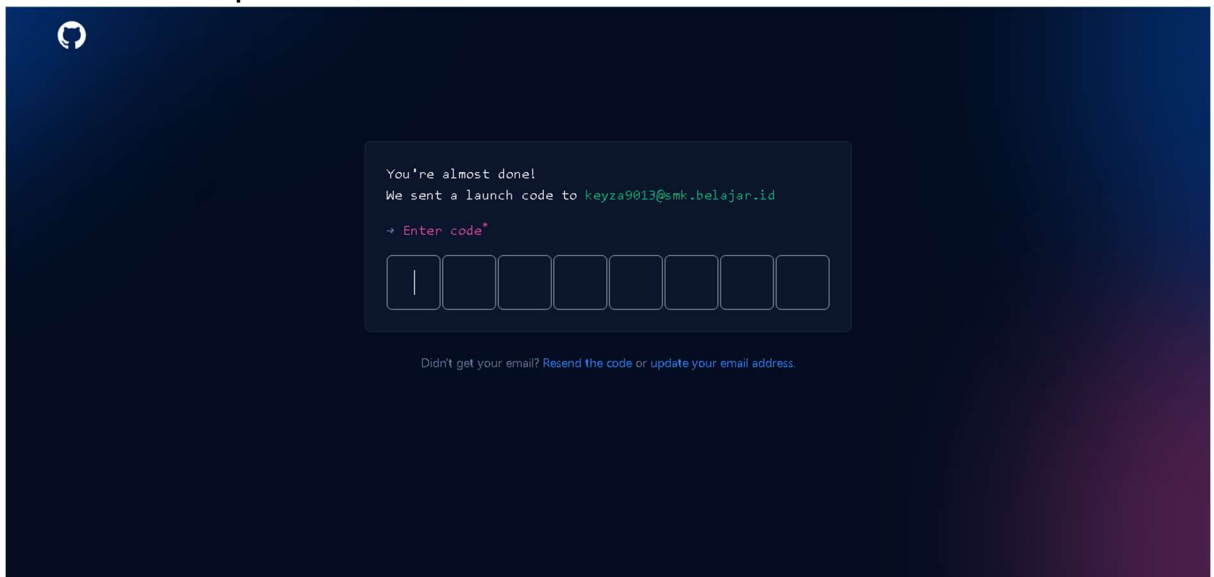 You're almost done!
We sent a launch code to keyza9013@smk.belajar.id
→ Enter code*
Didn't get your email? Resend the code or update your email address.